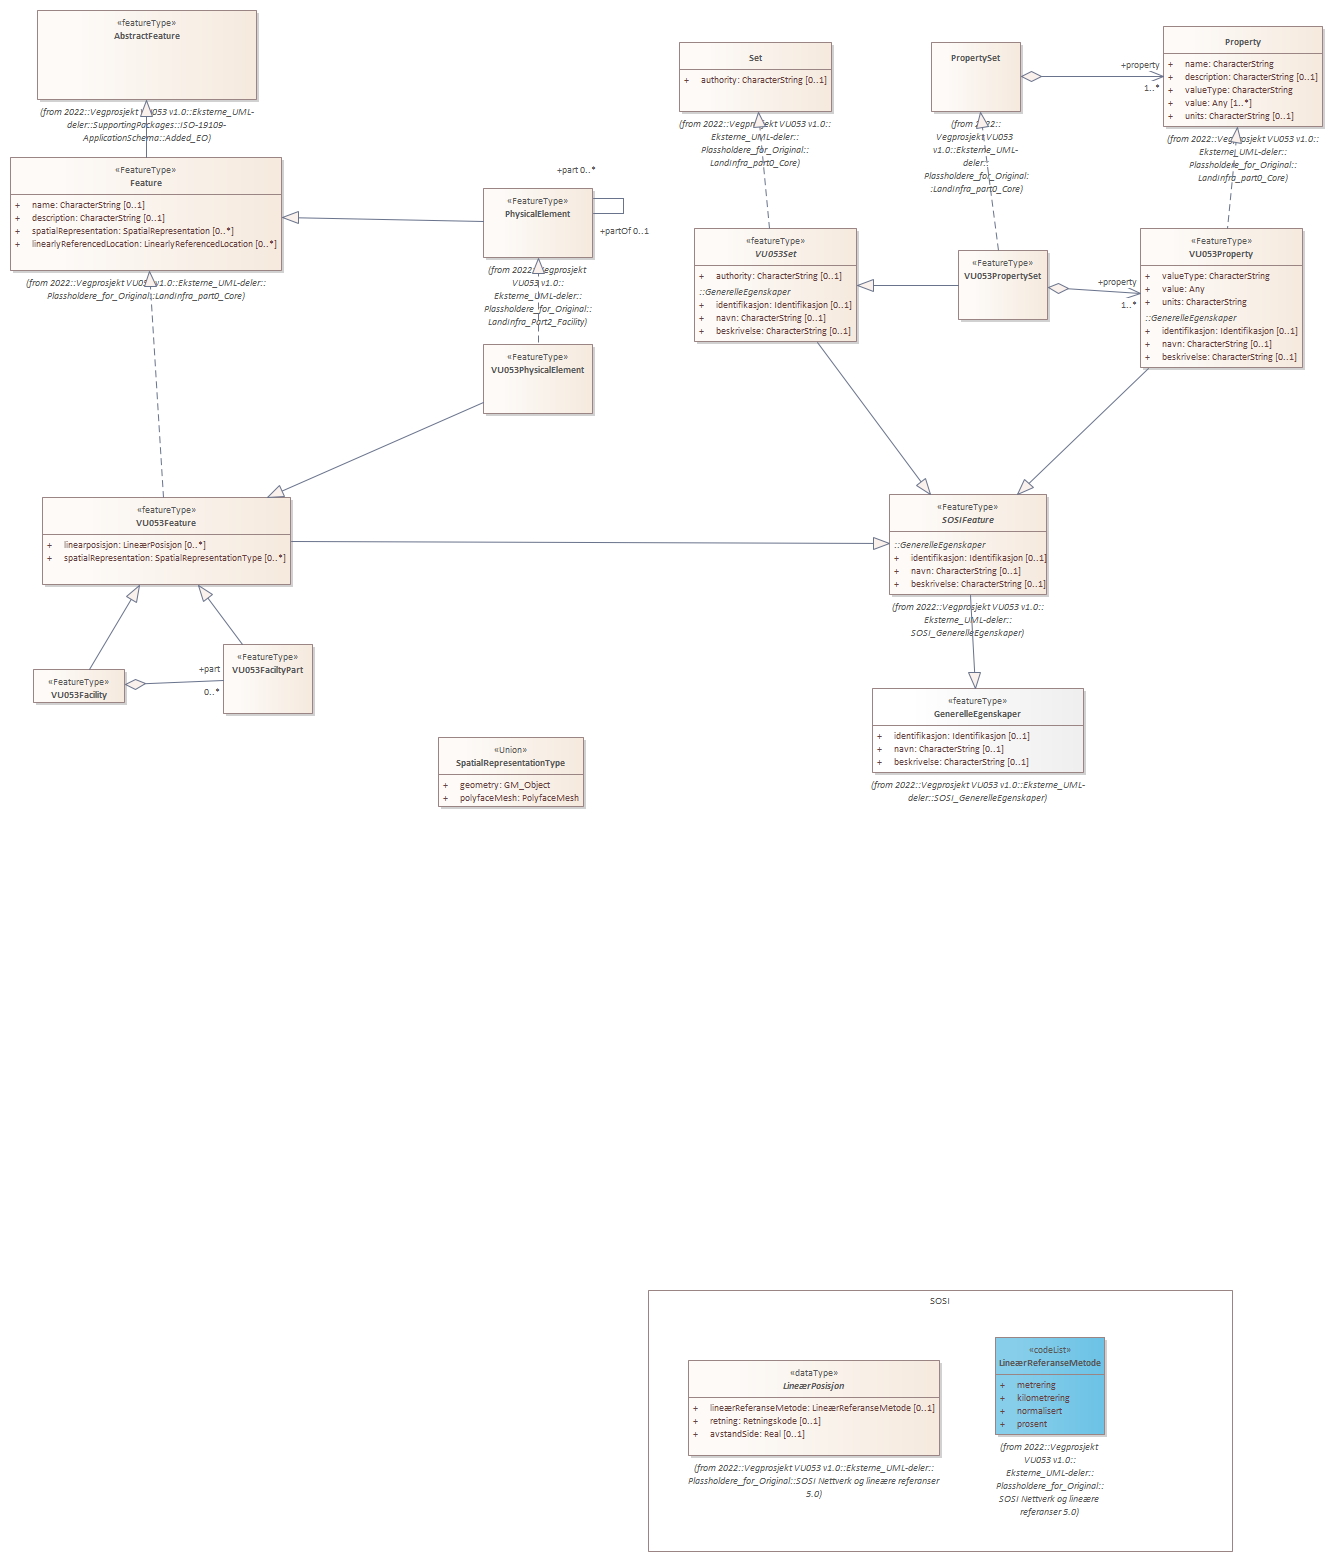 «featureType»
AbstractFeature
(from 2022::Vegprosjekt VU053 v1.0::Eksterne_UML-
deler::SupportingPackages::ISO-19109-
ApplicationSchema::Added_EO)
«FeatureType»
Feature
+ name: CharacterString [0..1]
+ description: CharacterString [0..1]
+ spatialRepresentation: SpatialRepresentation [0..*]
+ linearlyReferencedLocation: LinearlyReferencedLocation [0..*]
(from 2022::Vegprosjekt VU053 v1.0::Eksterne_UML-deler::
Plassholdere_for_Original::LandInfra_part0_Core)
+part 0..*
«FeatureType»
PhysicalElement
+partOf 0..1
(from 2022::Vegprosjekt
VU053 v1.0::
Eksterne_UML-deler::
Plassholdere_for_Original::
LandInfra_Part2_Facility)
«FeatureType»
VU053PhysicalElement
Set
+ authority: CharacterString [0..1]
(from 2022::Vegprosjekt VU053 v1.0::
Eksterne_UML-deler::
Plassholdere_for_Original::
LandInfra_part0_Core)
PropertySet
(from 2022::
Vegprosjekt VU053
v1.0::Eksterne_UML-
deler::
Plassholdere_for_Original:
:LandInfra_part0_Core)
+property
1..*
Property
+ name: CharacterString
+ description: CharacterString [0..1]
+ valueType: CharacterString
+ value: Any [1..*]
+ units: CharacterString [0..1]
(from 2022::Vegprosjekt VU053 v1.0::
Eksterne_UML-deler::
Plassholdere_for_Original::
LandInfra_part0_Core)
«featureType»
VU053Set
+ authority: CharacterString [0..1]
::GenerelleEgenskaper
+ identifikasjon: Identifikasjon [0..1]
+ navn: CharacterString [0..1]
+ beskrivelse: CharacterString [0..1]
«FeatureType»
VU053PropertySet
+property
1..*
«featureType»
VU053Property
+ valueType: CharacterString
+ value: Any
+ units: CharacterString
::GenerelleEgenskaper
+ identifikasjon: Identifikasjon [0..1]
+ navn: CharacterString [0..1]
+ beskrivelse: CharacterString [0..1]
«featureType»
VU053Feature
+ linearposisjon: LineærPosisjon [0..*]
+ spatialRepresentation: SpatialRepresentationType [0..*]
«FeatureType»
SOSIFeature
::GenerelleEgenskaper
+ identifikasjon: Identifikasjon [0..1]
+ navn: CharacterString [0..1]
+ beskrivelse: CharacterString [0..1]
(from 2022::Vegprosjekt VU053 v1.0::
Eksterne_UML-deler::
SOSI_GenerelleEgenskaper)
«FeatureType»
VU053Facility
+part
0..*
«FeatureType»
VU053FaciltyPart
«featureType»
GenerelleEgenskaper
+ identifikasjon: Identifikasjon [0..1]
+ navn: CharacterString [0..1]
+ beskrivelse: CharacterString [0..1]
(from 2022::Vegprosjekt VU053 v1.0::Eksterne_UML-
deler::SOSI_GenerelleEgenskaper)
«Union»
SpatialRepresentationType
+ geometry: GM_Object
+ polyfaceMesh: PolyfaceMesh
SOSI
«dataType»
LineærPosisjon
+ lineærReferanseMetode: LineærReferanseMetode [0..1]
+ retning: Retningskode [0..1]
+ avstandSide: Real [0..1]
(from 2022::Vegprosjekt VU053 v1.0::Eksterne_UML-deler::
Plassholdere_for_Original::SOSI Nettverk og lineære referanser
5.0)
«codeList»
LineærReferanseMetode
+ metrering
+ kilometrering
+ normalisert
+ prosent
(from 2022::Vegprosjekt
VU053 v1.0::
Eksterne_UML-deler::
Plassholdere_for_Original::
SOSI Nettverk og lineære
referanser 5.0)